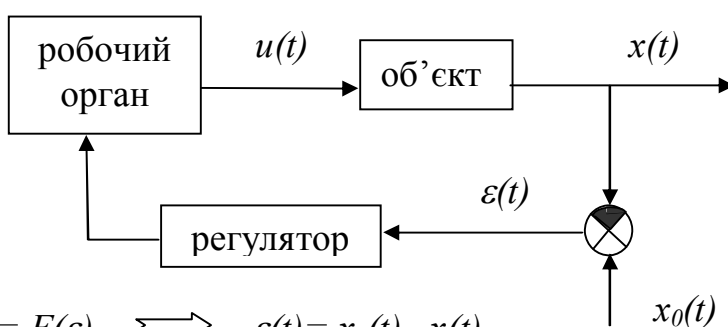 робочий
орган
u(t)
об’єкт
x(t)
ε(t)
регулятор
x₀(t)
= F(ε) ε(t)= x₀(t) - x(t)